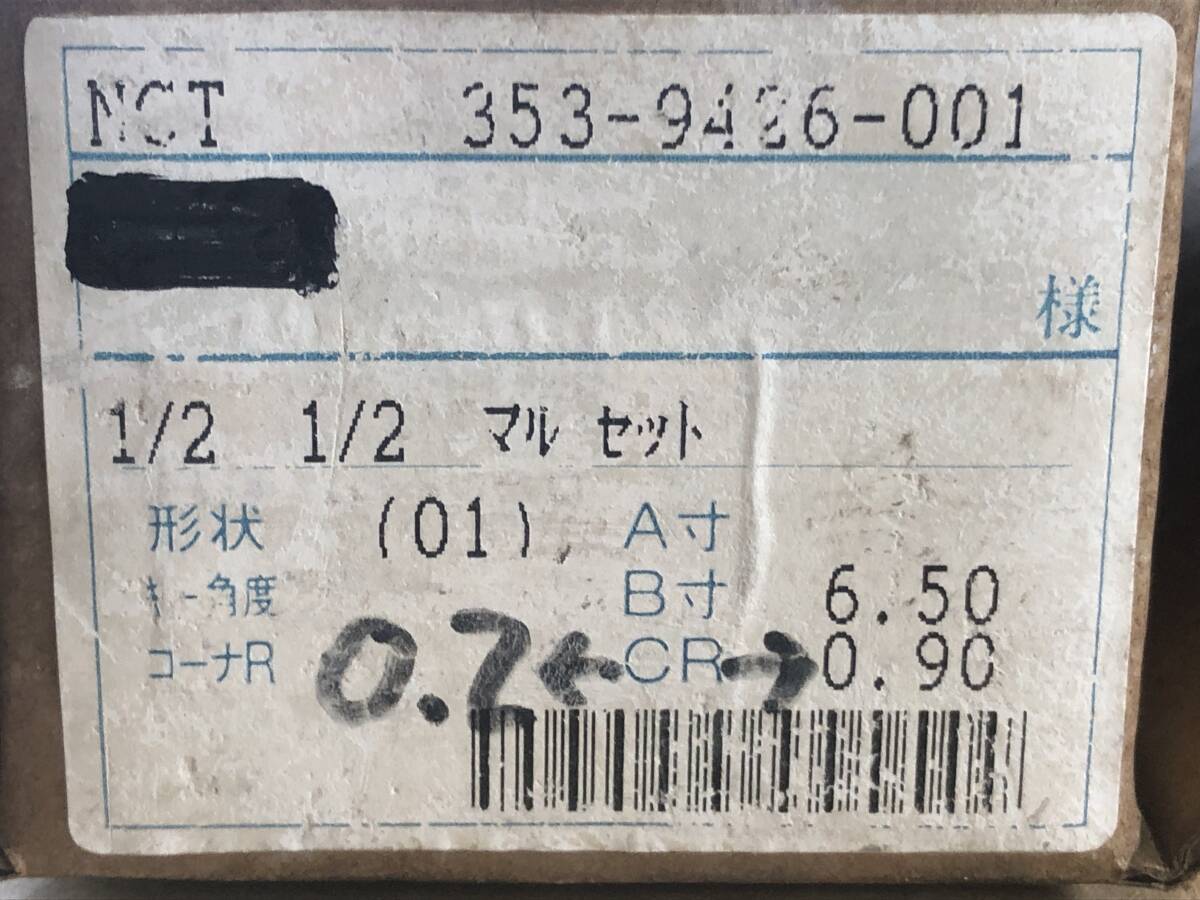 NCT 353-9426-001
様
1/2 1/2 マル セット
形状 (01) A寸
キー角度 B寸 6.50
コーナR 0.2←CR→0.90